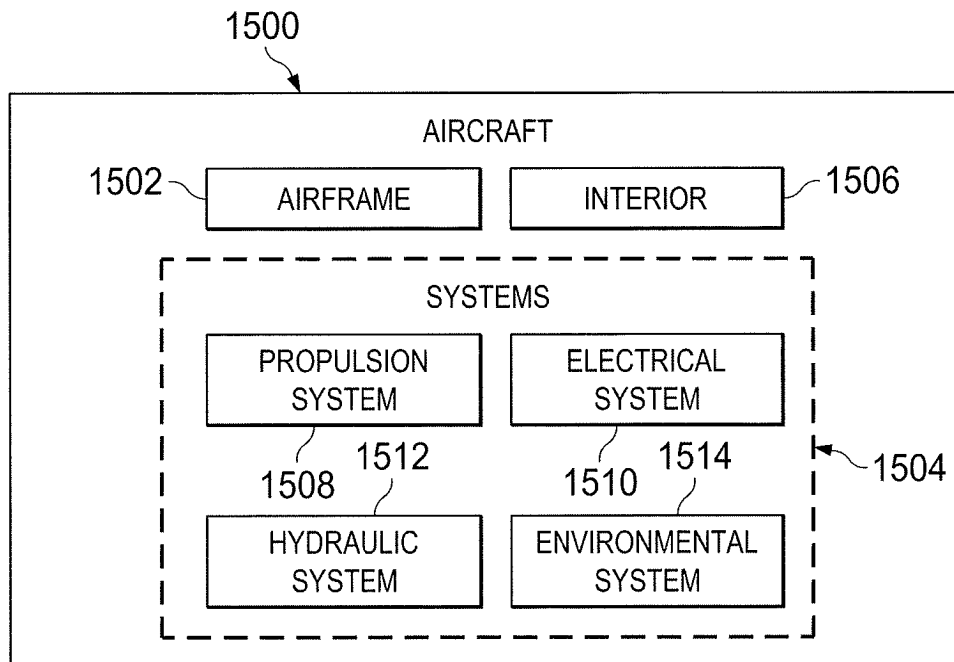 1500
AIRCRAFT
1502
AIRFRAME
INTERIOR
1506
SYSTEMS
PROPULSION
SYSTEM
ELECTRICAL
SYSTEM
1508
1512
1510
1514
1504
HYDRAULIC
SYSTEM
ENVIRONMENTAL
SYSTEM